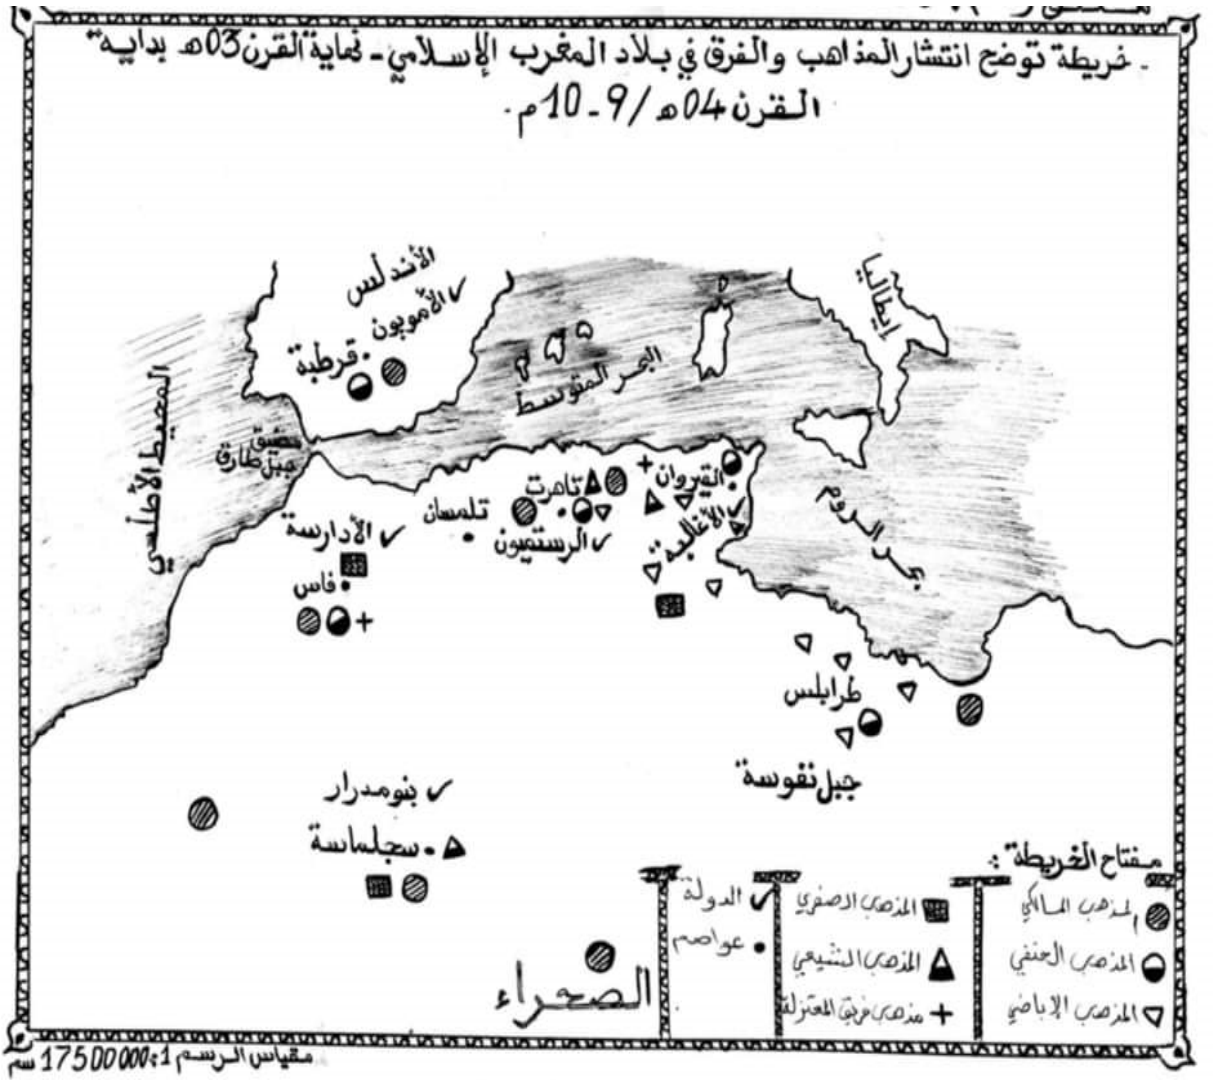 - خريطة توضح انتشار المذاهب والفرق في بلاد المغرب الإسلامي - نهاية القرن 03هـ بداية
القرن 04هـ / 9 - 10م.
الأندلس
الأمويون ✓
قرطبة
إيطاليا
البحر المتوسط
المحيط الأطلسي
مضيق
جبل طارق
القيروان
تاهرت
تلمسان
الأغالبة ✓
الرستميون ✓
الأدارسة ✓
بحر الروم
فاس
طرابلس
جبل نفوسة
بنو مدرار ✓
سجلماسة
مفتاح الخريطة:
المذهب المالكي
المذهب الحنفي
المذهب الإباضي
المذهب الاصفري
المذهب الشيعي
+ مذهب فرق المعتزلة
✓ الدولة
• عواصم
الصحراء
مقياس الرسم 1:17500000 سم